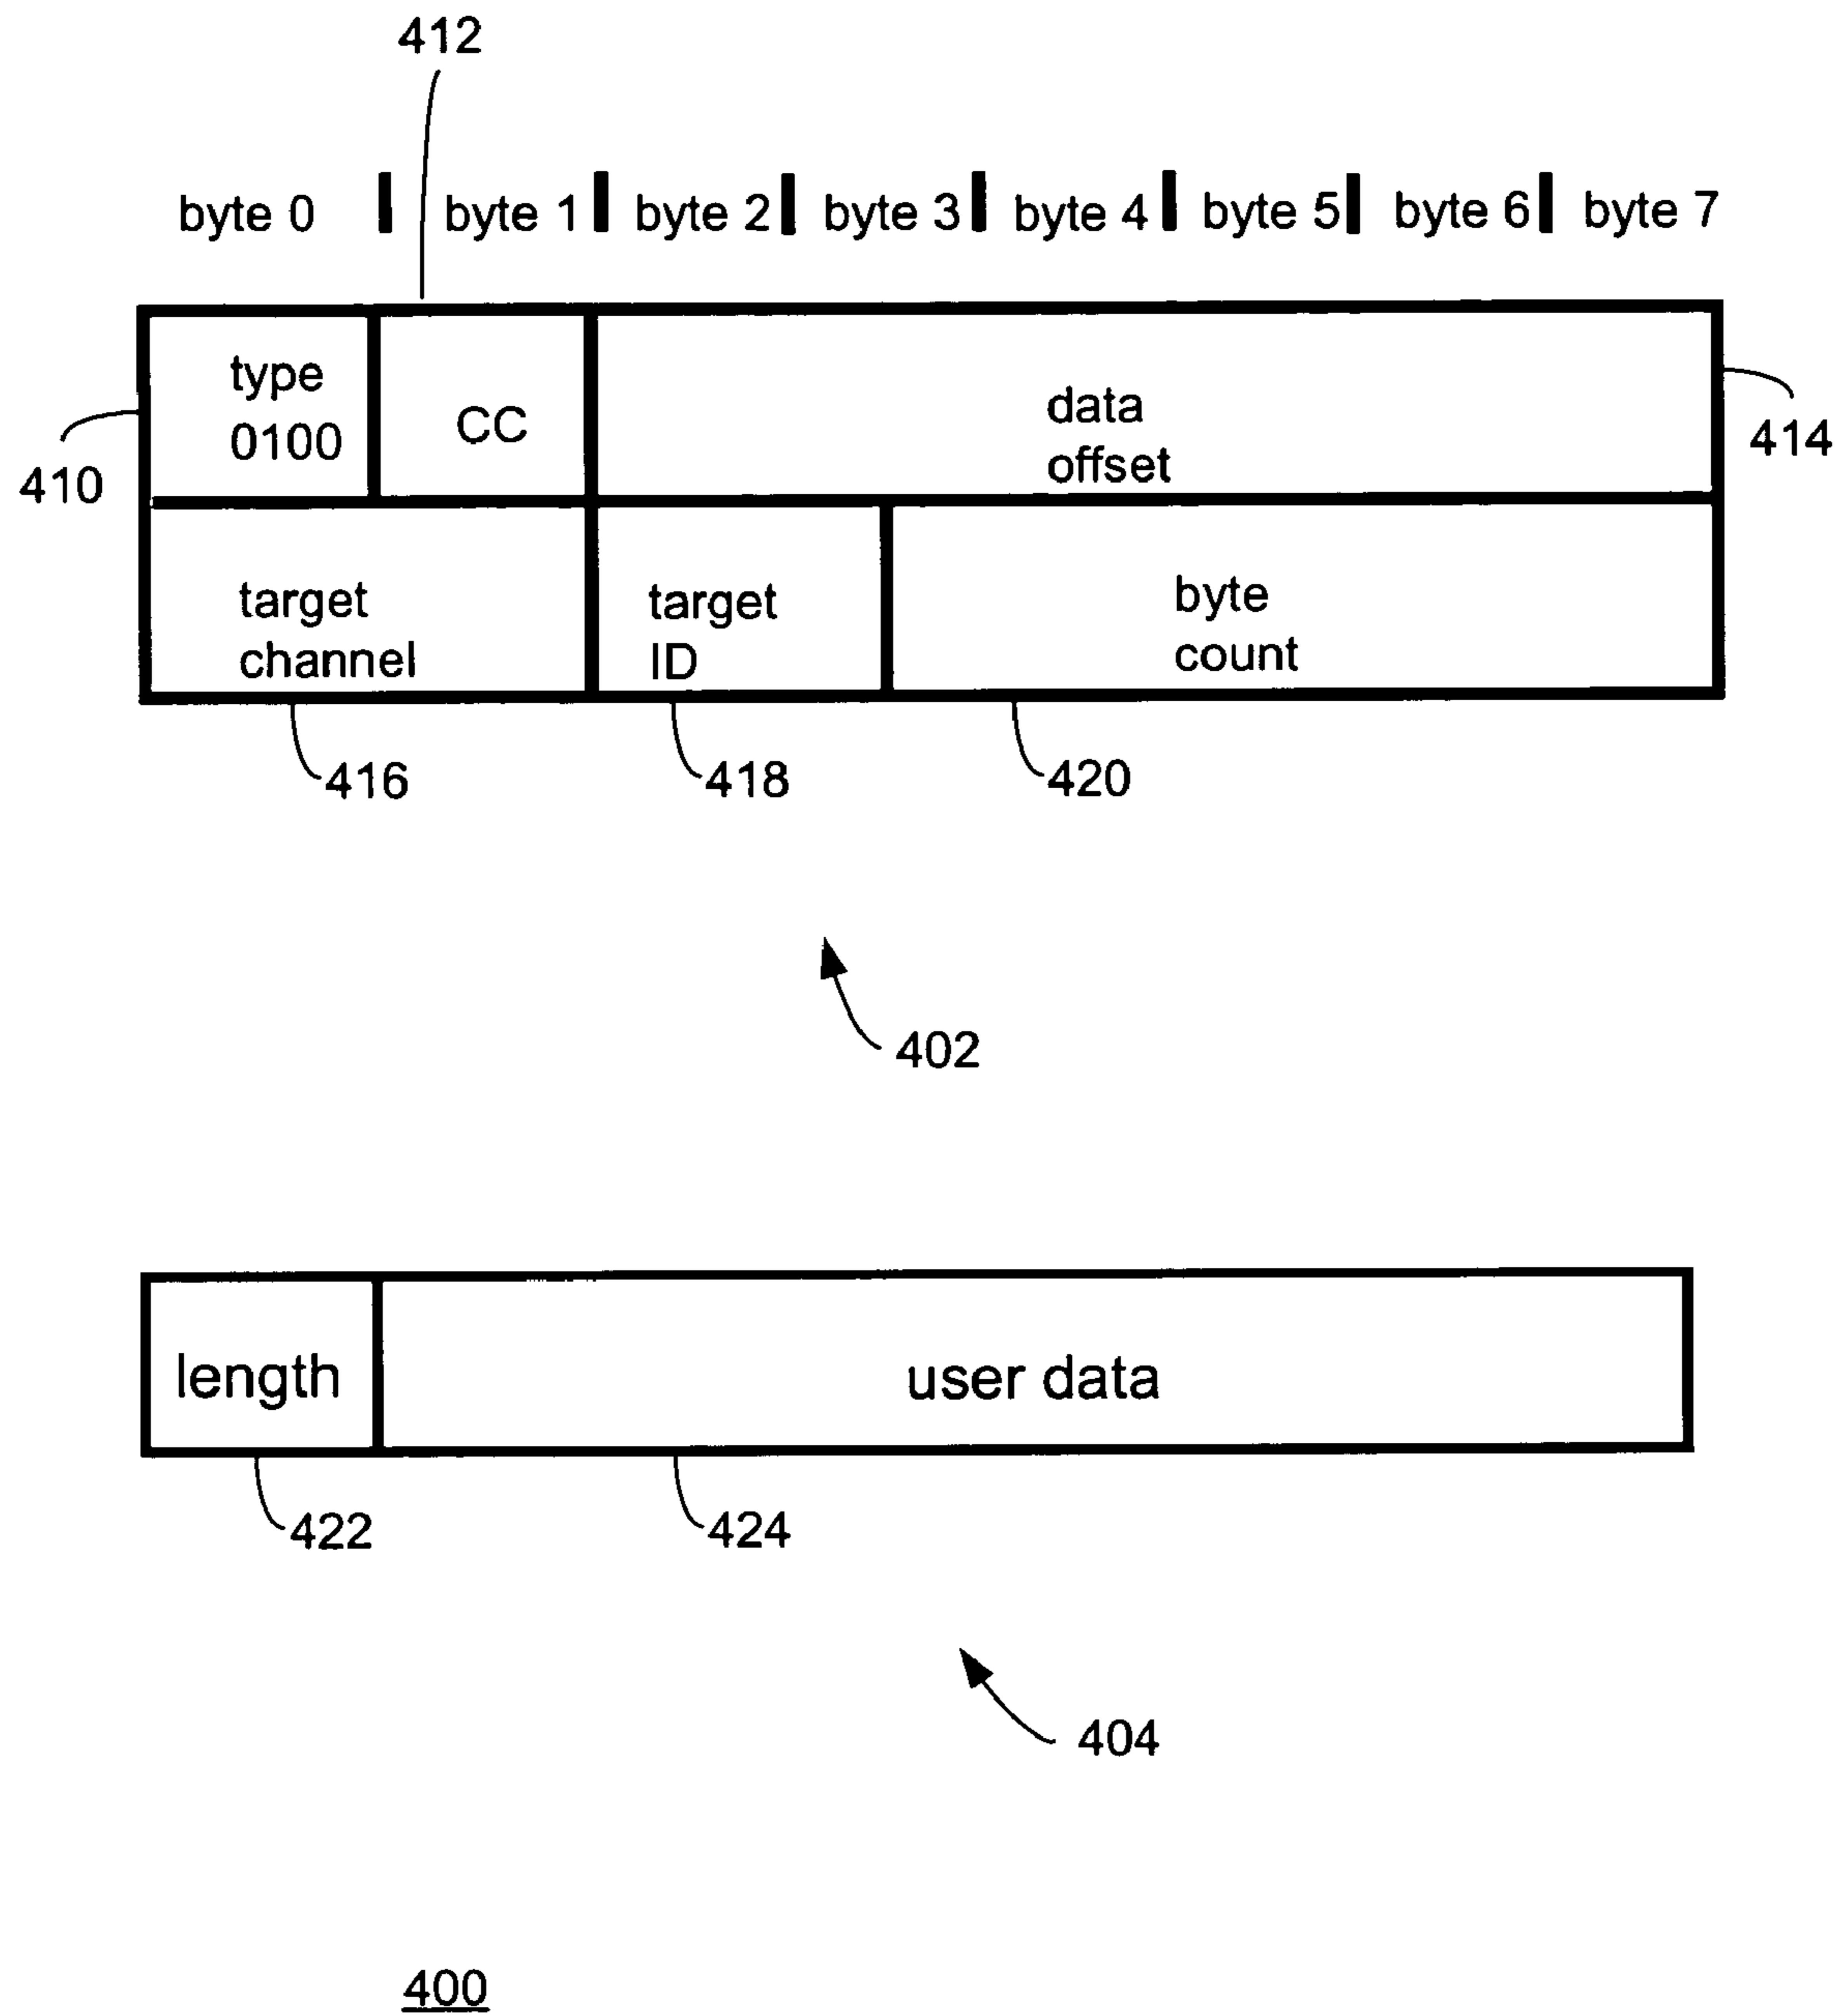 412
byte 0 byte 1 byte 2 byte 3 byte 4 byte 5 byte 6 byte 7
type
0100
CC
data
offset
410
414
target
channel
target
ID
byte
count
416
418
420
402
length
user data
422
424
404
400